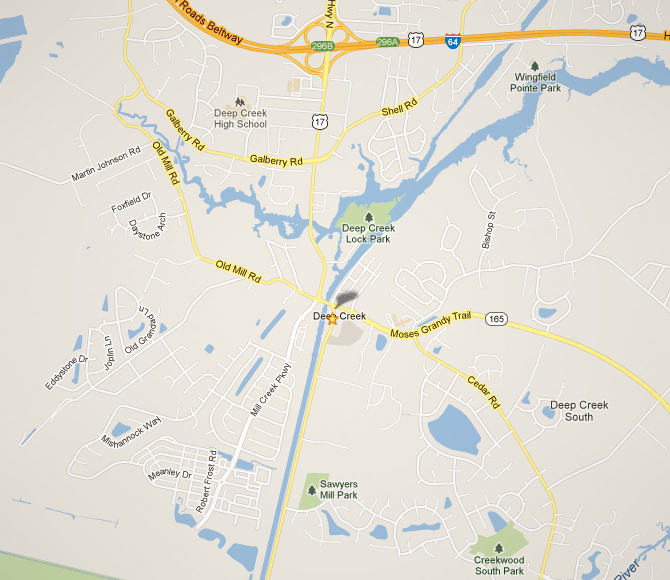 Roads Beltway
Hwy N
296B
296A
17
64
17
H
Wingfield
Pointe Park
Deep Creek
High School
Shell Rd
17
Galberry Rd
Galberry Rd
Old Mill Rd
Martin Johnson Rd
Foxfield Dr
Daystone Arch
Bishop St
Deep Creek
Lock Park
Old Mill Rd
Deep Creek
Moses Grandy Trail
165
Old Grandad Ln
Joplin Ln
Eddystone Dr
Mill Creek Pkwy
Cedar Rd
Deep Creek
South
Mishannock Way
Meanley Dr
Robert Frost Rd
Sawyers
Mill Park
Creekwood
South Park
River